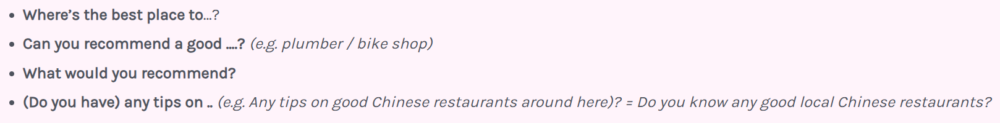 • Where’s the best place to...?
• Can you recommend a good ....? (e.g. plumber / bike shop)
• What would you recommend?
• (Do you have) any tips on .. (e.g. Any tips on good Chinese restaurants around here)? = Do you know any good local Chinese restaurants?